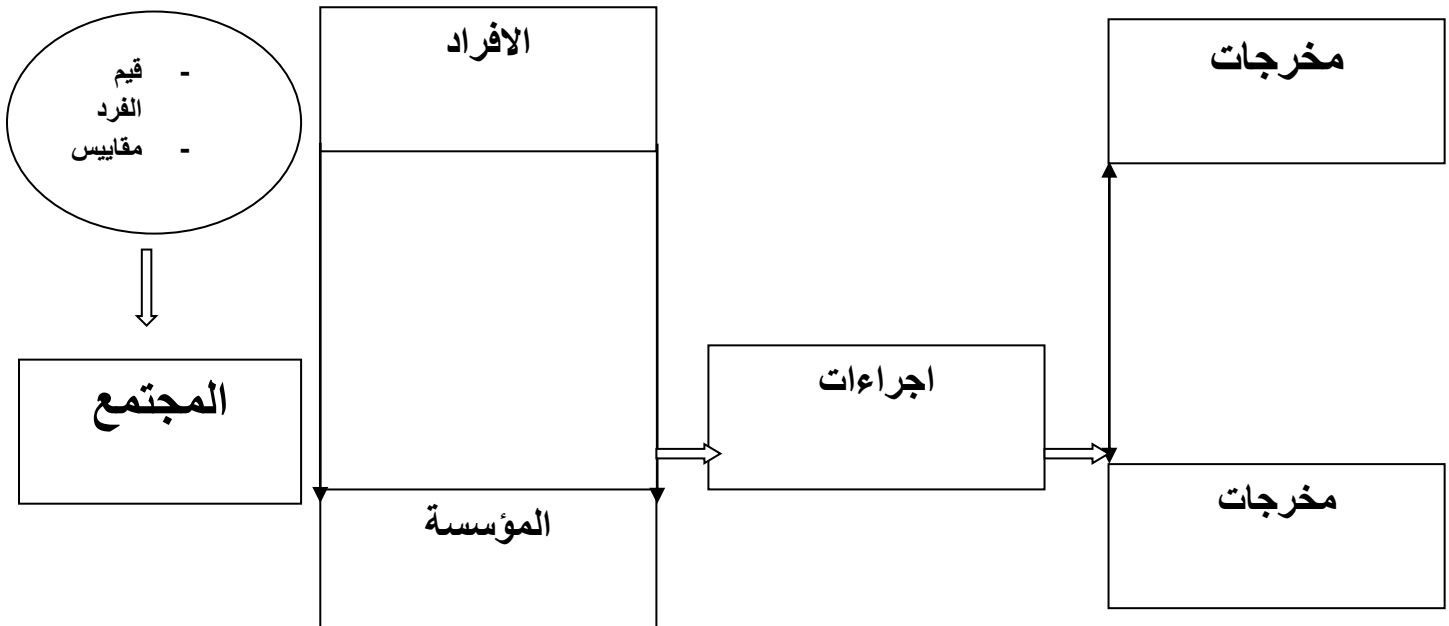 - قيم
الفرد
- مقاييس
الافراد
مخرجات
المجتمع
اجراءات
المؤسسة
مخرجات